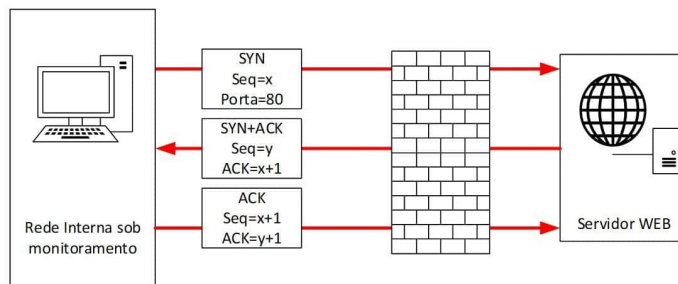 SYN
Seq=x
Porta=80
SYN+ACK
Seq=y
ACK=x+1
ACK
Seq=x+1
ACK=y+1
Rede Interna sob
monitoramento
Servidor WEB